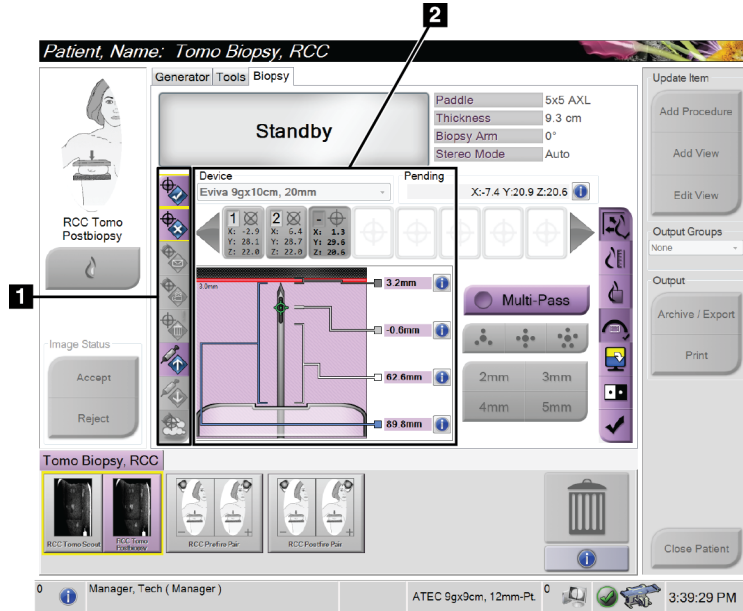 2
Patient, Name: Tomo Biopsy, RCC
Generator Tools Biopsy
Update Item
Standby
Paddle 5x5 AXL
Thickness 9.3 cm
Biopsy Arm 0°
Stereo Mode Auto
Add Procedure
Add View
Edit View
Device
Pending
Eviva 9gx10cm, 20mm
X:-7.4 Y:20.9 Z:20.6
1
X: -2.9
Y: 28.1
Z: 22.0
2
X: 6.4
Y: 28.7
Z: 22.0
-
X: 1.3
Y: 29.6
Z: 20.6
RCC Tomo
Postbiopsy
Output Groups
None
Output
Archive / Export
Print
1
3.0mm
3.2mm
-0.6mm
62.6mm
89.8mm
Multi-Pass
2mm 3mm
4mm 5mm
Image Status
Accept
Reject
Tomo Biopsy, RCC
RCC Tomo Scout
RCC Tomo
Postbiopsy
RCC Prefire Pair
RCC Postfire Pair
Close Patient
0
Manager, Tech ( Manager )
ATEC 9gx9cm, 12mm-Pt.
0
3:39:29 PM